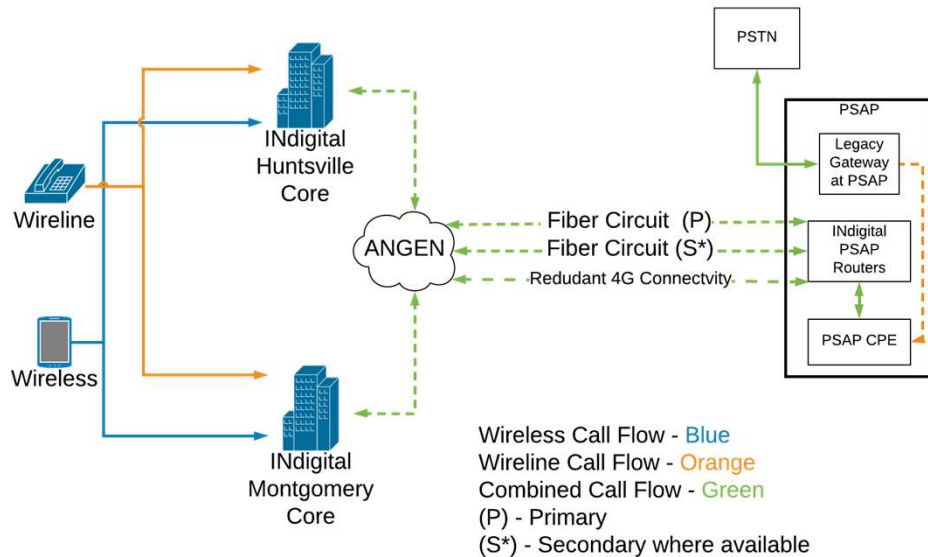 PSTN
PSAP
Legacy
Gateway
at PSAP
INdigital
Huntsville
Core
Wireline
ANGEN
Fiber Circuit (P)
Fiber Circuit (S*)
Redudant 4G Connectvity
INdigital
PSAP
Routers
PSAP CPE
Wireless
INdigital
Montgomery
Core
Wireless Call Flow - Blue
Wireline Call Flow - Orange
Combined Call Flow - Green
(P) - Primary
(S*) - Secondary where available